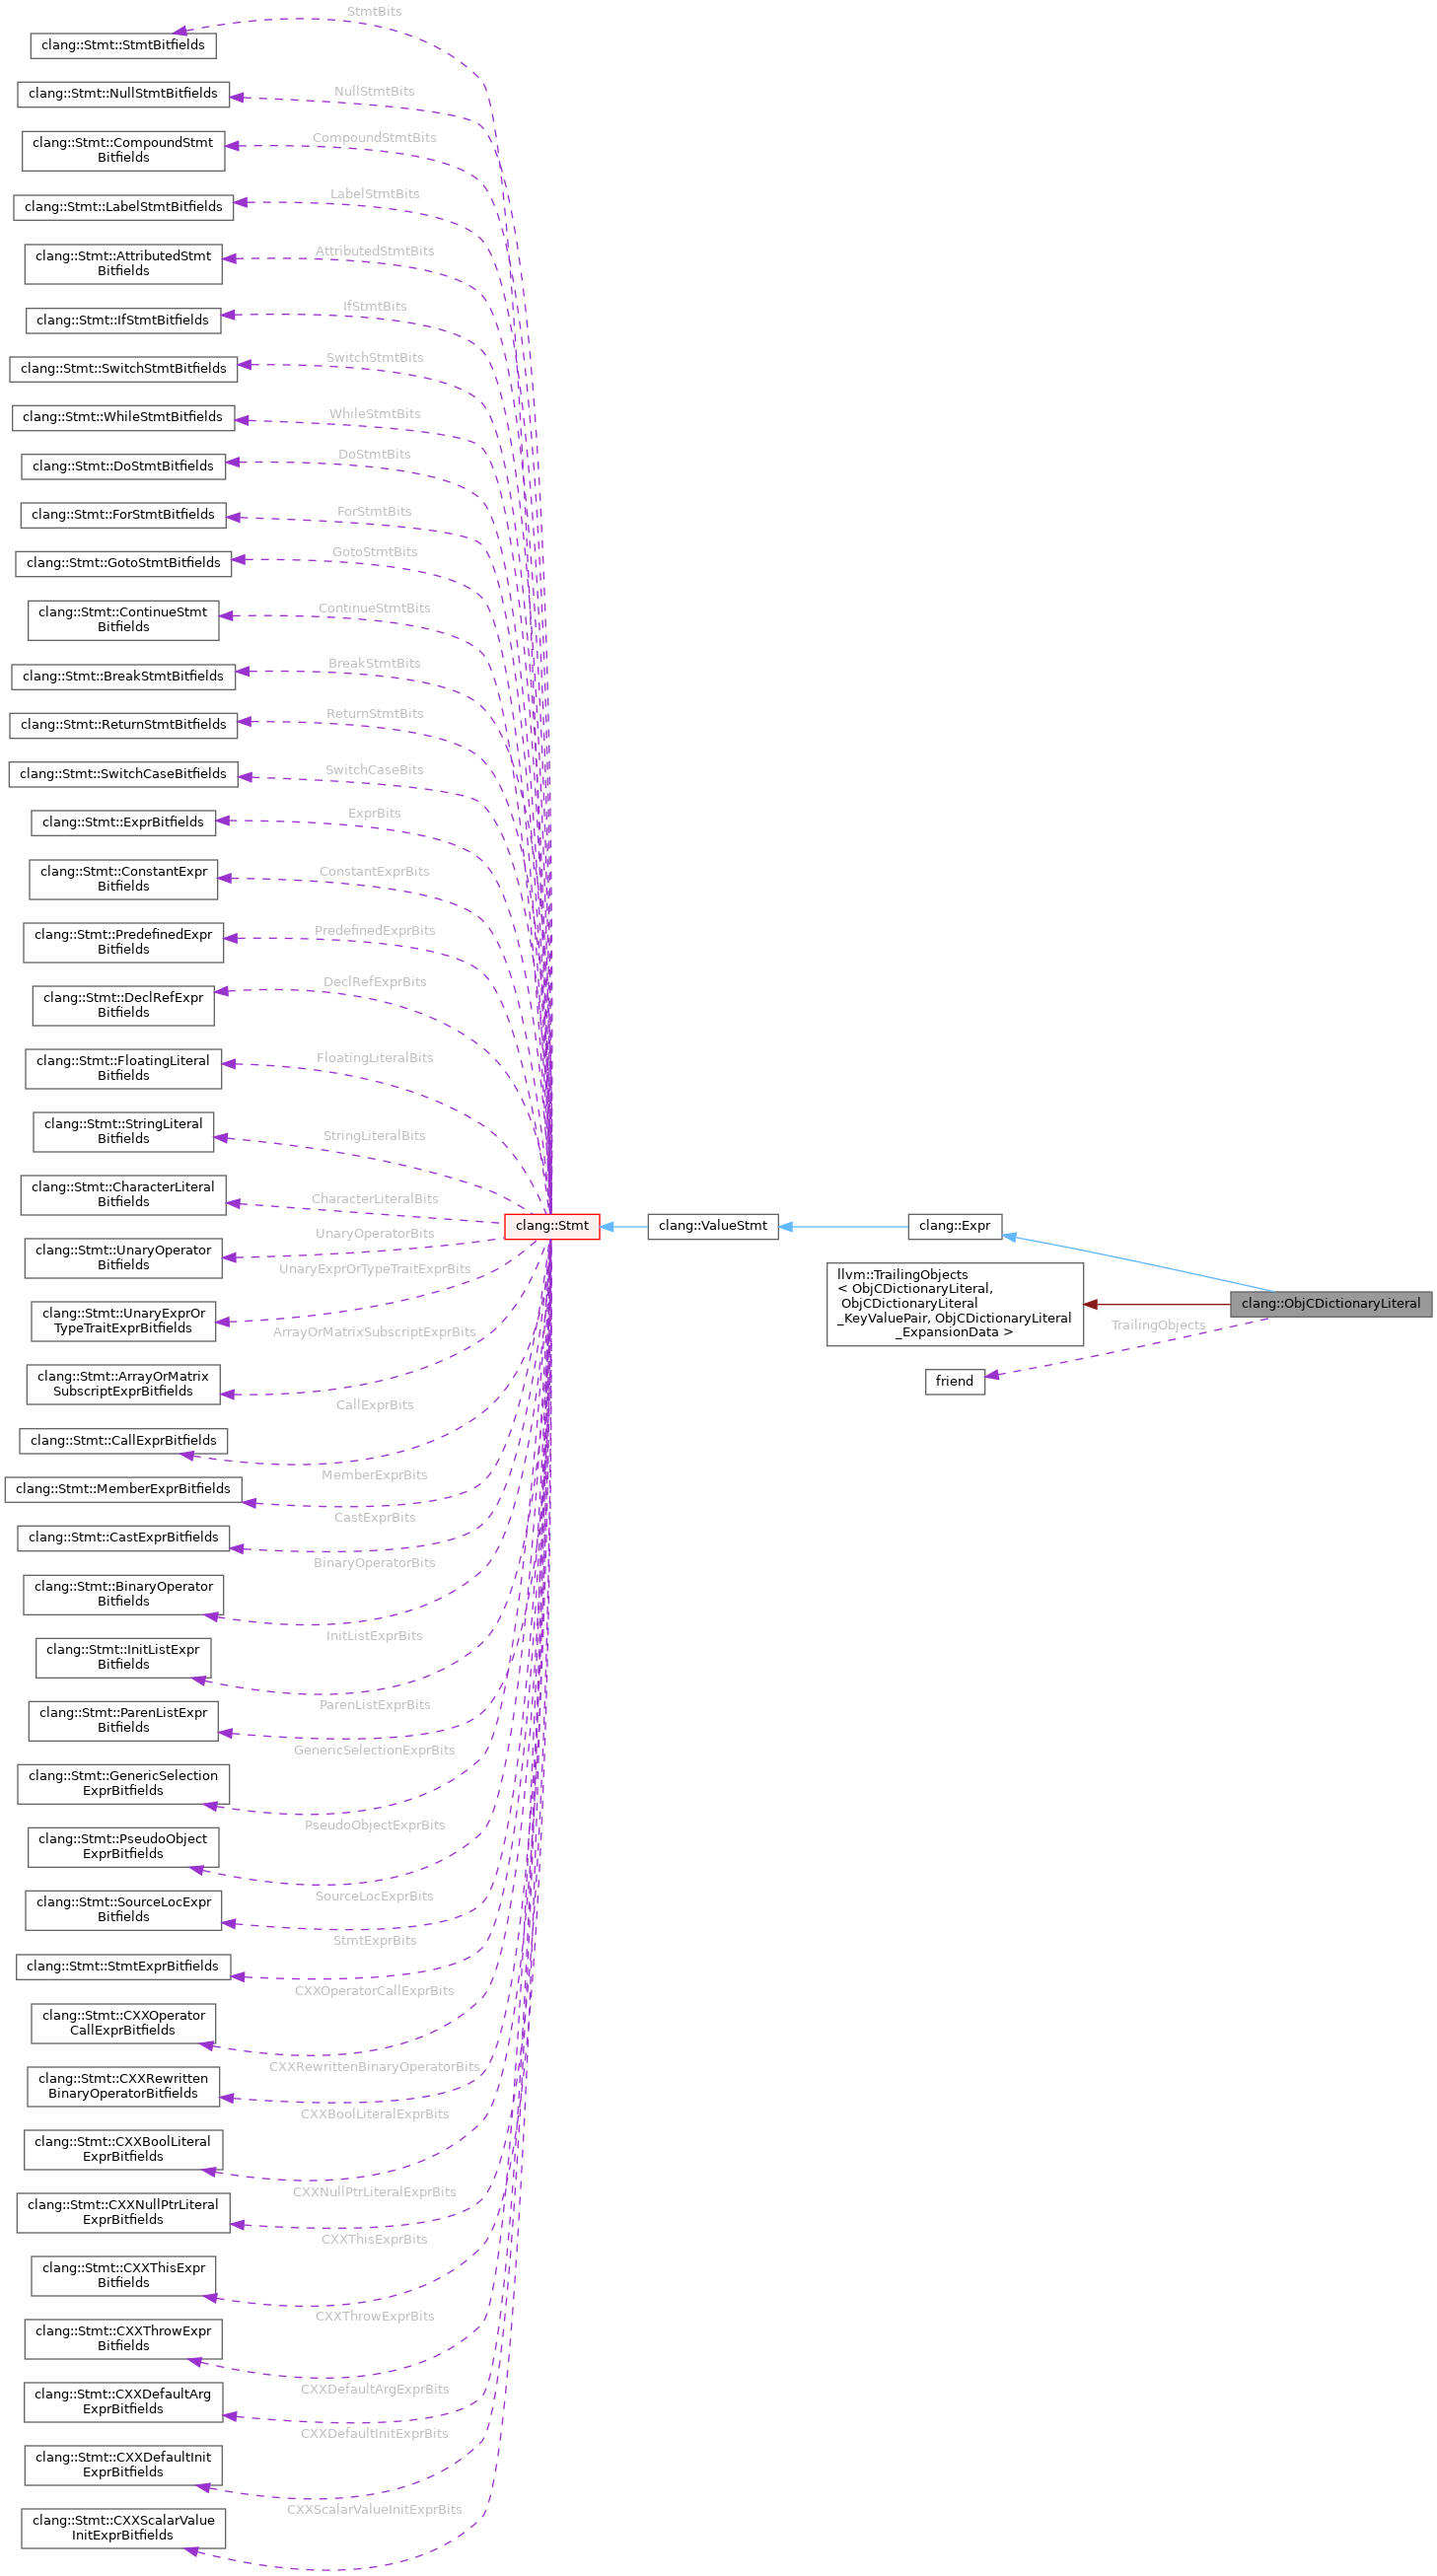 StmtBits
clang::Stmt::StmtBitfields
NullStmtBits
clang::Stmt::NullStmtBitfields
CompoundStmtBits
clang::Stmt::CompoundStmt
Bitfields
LabelStmtBits
clang::Stmt::LabelStmtBitfields
AttributedStmtBits
clang::Stmt::AttributedStmt
Bitfields
IfStmtBits
clang::Stmt::IfStmtBitfields
SwitchStmtBits
clang::Stmt::SwitchStmtBitfields
WhileStmtBits
clang::Stmt::WhileStmtBitfields
DoStmtBits
clang::Stmt::DoStmtBitfields
ForStmtBits
clang::Stmt::ForStmtBitfields
GotoStmtBits
clang::Stmt::GotoStmtBitfields
ContinueStmtBits
clang::Stmt::ContinueStmt
Bitfields
BreakStmtBits
clang::Stmt::BreakStmtBitfields
ReturnStmtBits
clang::Stmt::ReturnStmtBitfields
SwitchCaseBits
clang::Stmt::SwitchCaseBitfields
ExprBits
clang::Stmt::ExprBitfields
ConstantExprBits
clang::Stmt::ConstantExpr
Bitfields
PredefinedExprBits
clang::Stmt::PredefinedExpr
Bitfields
DeclRefExprBits
clang::Stmt::DeclRefExpr
Bitfields
FloatingLiteralBits
clang::Stmt::FloatingLiteral
Bitfields
StringLiteralBits
clang::Stmt::StringLiteral
Bitfields
CharacterLiteralBits
clang::Stmt::CharacterLiteral
Bitfields
clang::Stmt
clang::ValueStmt
clang::Expr
UnaryOperatorBits
clang::Stmt::UnaryOperator
Bitfields
UnaryExprOrTypeTraitExprBits
clang::Stmt::UnaryExprOr
TypeTraitExprBitfields
llvm::TrailingObjects
< ObjCDictionaryLiteral,
ObjCDictionaryLiteral
_KeyValuePair, ObjCDictionaryLiteral
_ExpansionData >
clang::ObjCDictionaryLiteral
TrailingObjects
friend
ArrayOrMatrixSubscriptExprBits
clang::Stmt::ArrayOrMatrix
SubscriptExprBitfields
CallExprBits
clang::Stmt::CallExprBitfields
MemberExprBits
clang::Stmt::MemberExprBitfields
CastExprBits
clang::Stmt::CastExprBitfields
BinaryOperatorBits
clang::Stmt::BinaryOperator
Bitfields
InitListExprBits
clang::Stmt::InitListExpr
Bitfields
ParenListExprBits
clang::Stmt::ParenListExpr
Bitfields
GenericSelectionExprBits
clang::Stmt::GenericSelection
ExprBitfields
PseudoObjectExprBits
clang::Stmt::PseudoObject
ExprBitfields
SourceLocExprBits
clang::Stmt::SourceLocExpr
Bitfields
StmtExprBits
clang::Stmt::StmtExprBitfields
CXXOperatorCallExprBits
clang::Stmt::CXXOperator
CallExprBitfields
CXXRewrittenBinaryOperatorBits
clang::Stmt::CXXRewritten
BinaryOperatorBitfields
CXXBoolLiteralExprBits
clang::Stmt::CXXBoolLiteral
ExprBitfields
CXXNullPtrLiteralExprBits
clang::Stmt::CXXNullPtrLiteral
ExprBitfields
CXXThisExprBits
clang::Stmt::CXXThisExpr
Bitfields
CXXThrowExprBits
clang::Stmt::CXXThrowExpr
Bitfields
CXXDefaultArgExprBits
clang::Stmt::CXXDefaultArg
ExprBitfields
CXXDefaultInitExprBits
clang::Stmt::CXXDefaultInit
ExprBitfields
CXXScalarValueInitExprBits
clang::Stmt::CXXScalarValue
InitExprBitfields